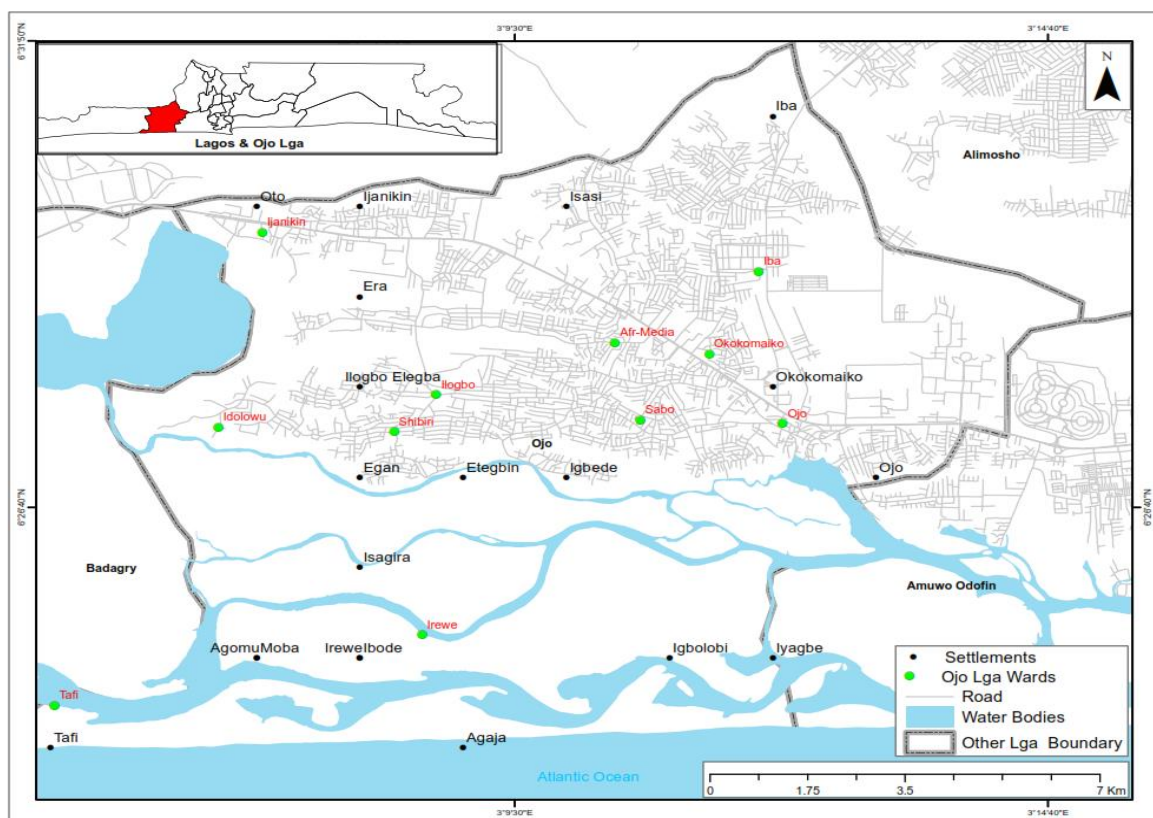 3°9'30"E
3°14'40"E
6°31'50"N
Lagos & Ojo Lga
N
Iba
Alimosho
Oto
Ijanikin
Isasi
Ijanikin
Iba
Era
Afr-Media
Okokomaiko
Ilogbo Elegba
Ilogbo
Okokomaiko
Idolowu
Shibiri
Sabo
Ojo
Ojo
Egan
Etegbin
Igbede
Ojo
6°26'40"N
6°26'40"N
Isagira
Badagry
Amuwo Odofin
Irewe
AgomuMoba
IreweIbode
Igbolobi
Iyagbe
Settlements
Ojo Lga Wards
Road
Water Bodies
Other Lga Boundary
Tafi
Tafi
Agaja
Atlantic Ocean
0 1.75 3.5 7 Km
3°9'30"E
3°14'40"E